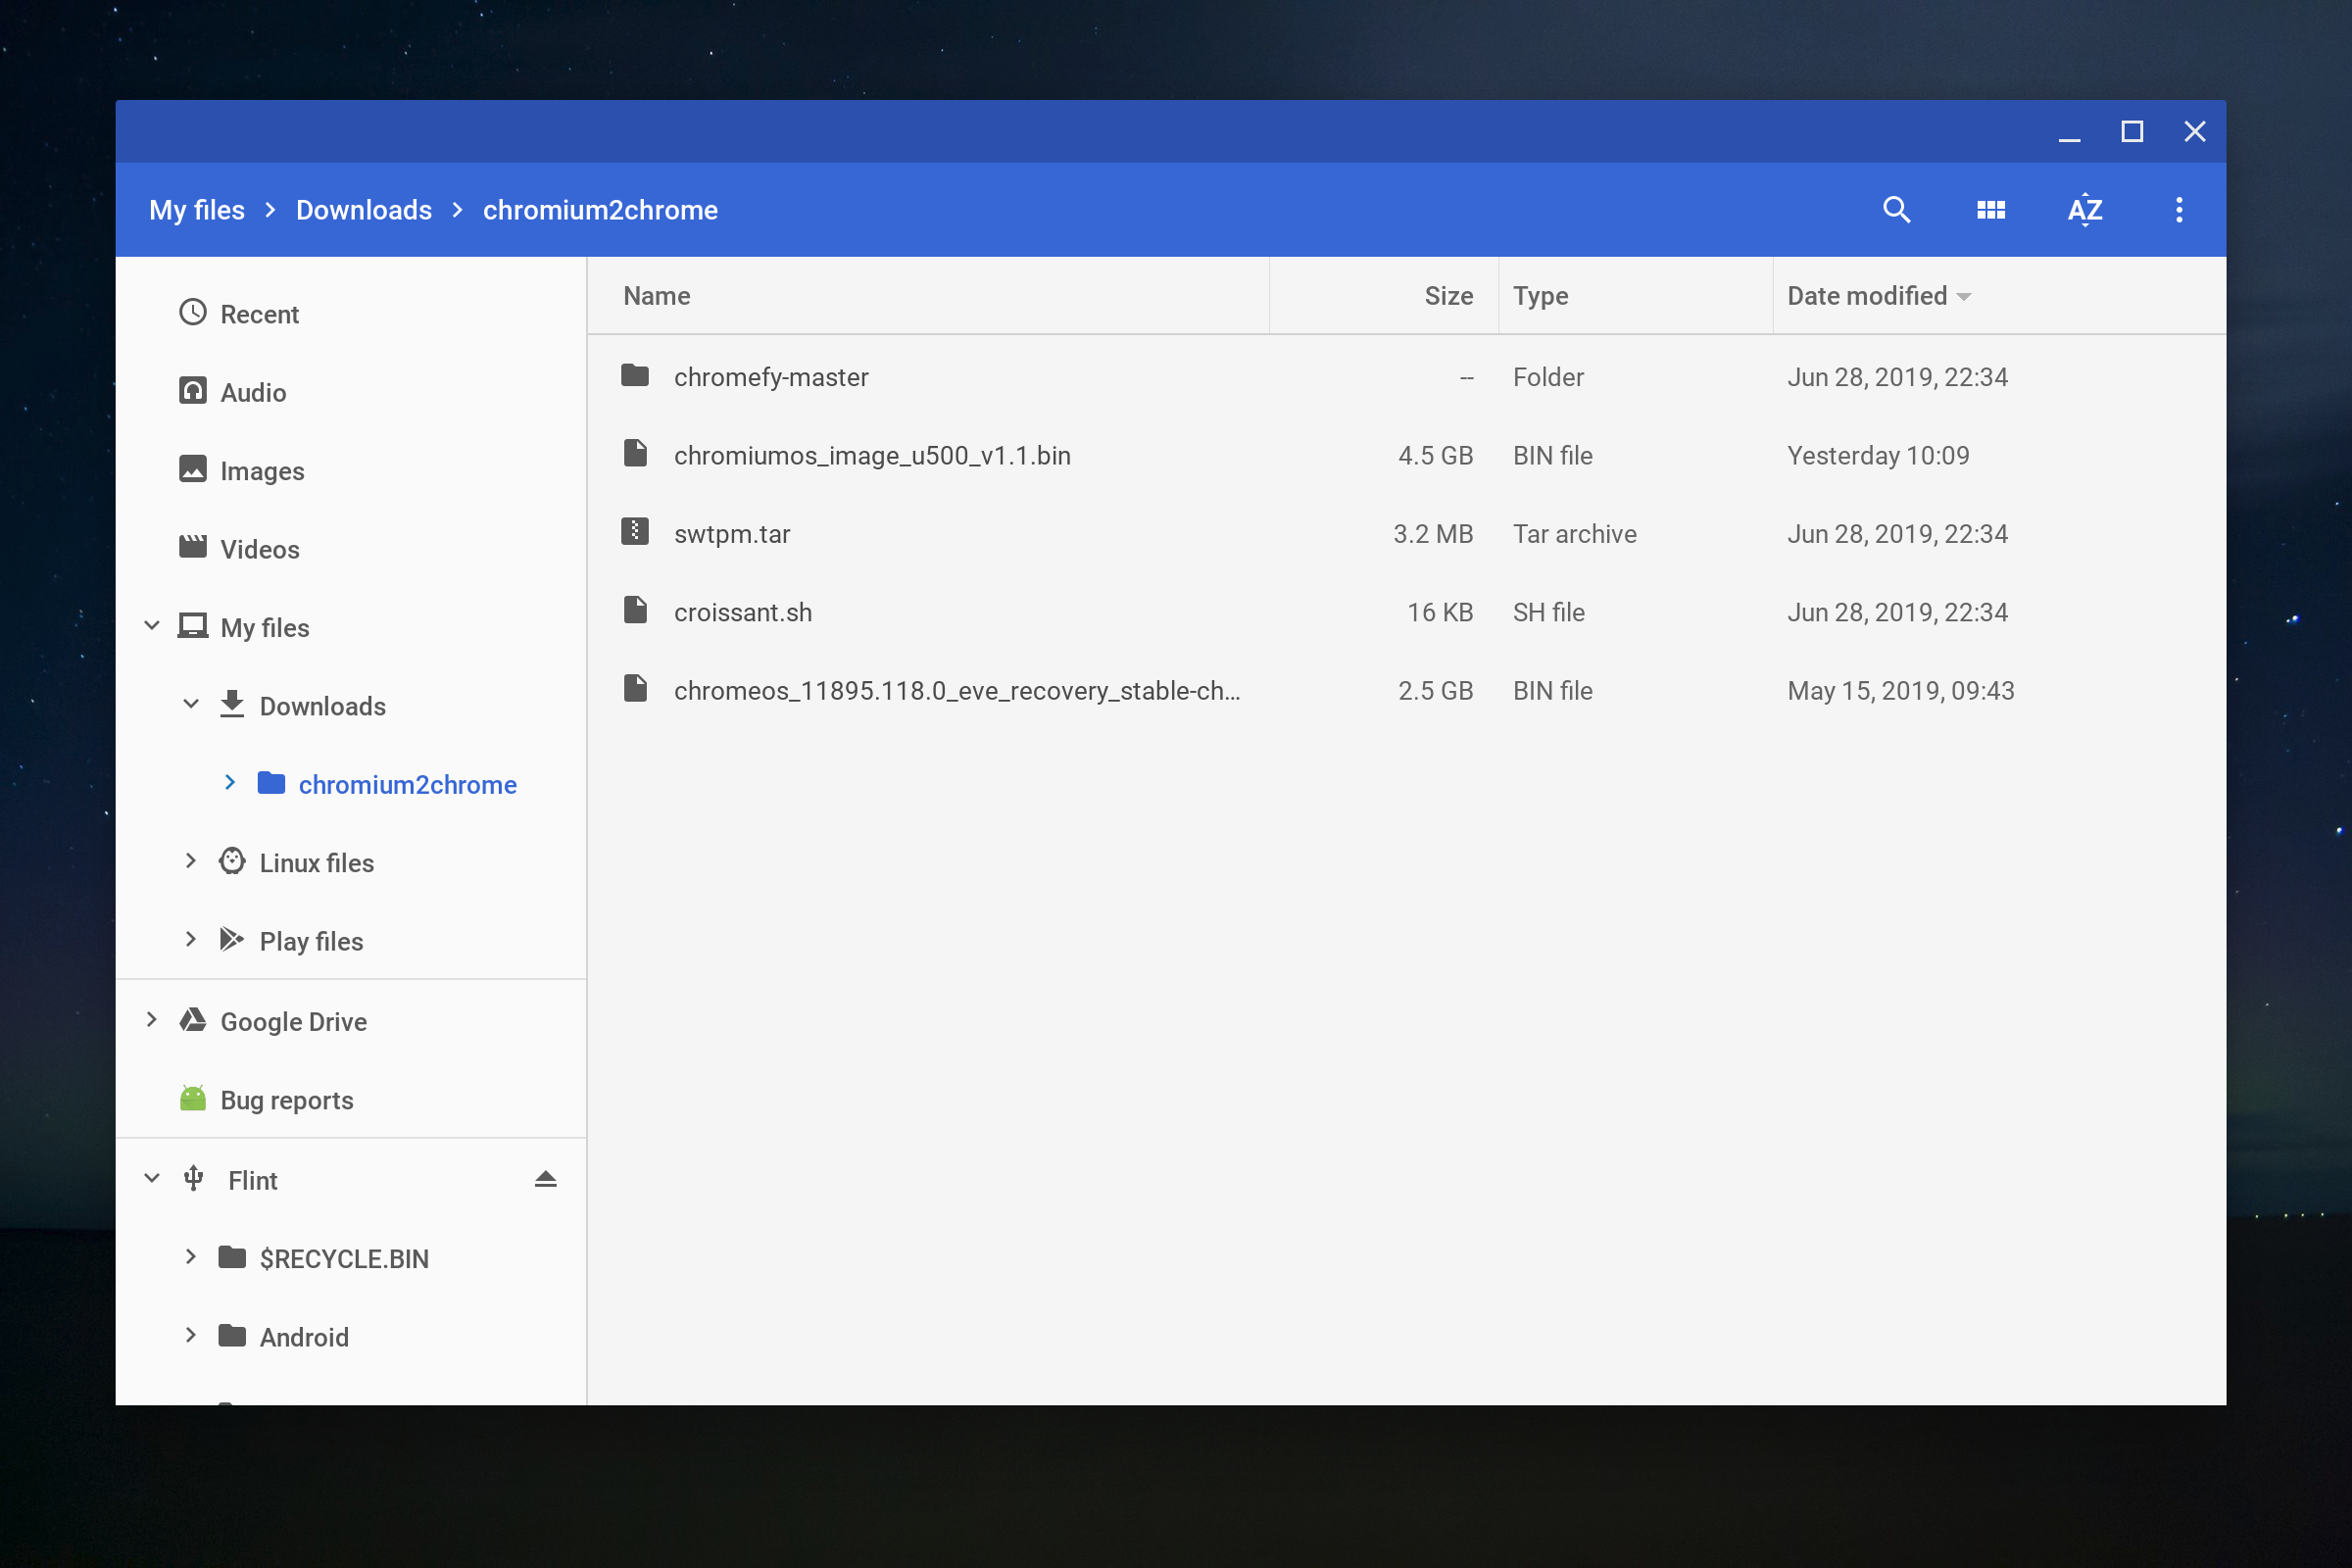 My files > Downloads > chromium2chrome
AZ
Recent
Audio
Images
Videos
My files
Downloads
chromium2chrome
Linux files
Play files
Google Drive
Bug reports
Flint
$RECYCLE.BIN
Android
Name Size Type Date modified
chromefy-master -- Folder Jun 28, 2019, 22:34
chromiumos_image_u500_v1.1.bin 4.5 GB BIN file Yesterday 10:09
swtpm.tar 3.2 MB Tar archive Jun 28, 2019, 22:34
croissant.sh 16 KB SH file Jun 28, 2019, 22:34
chromeos_11895.118.0_eve_recovery_stable-ch... 2.5 GB BIN file May 15, 2019, 09:43